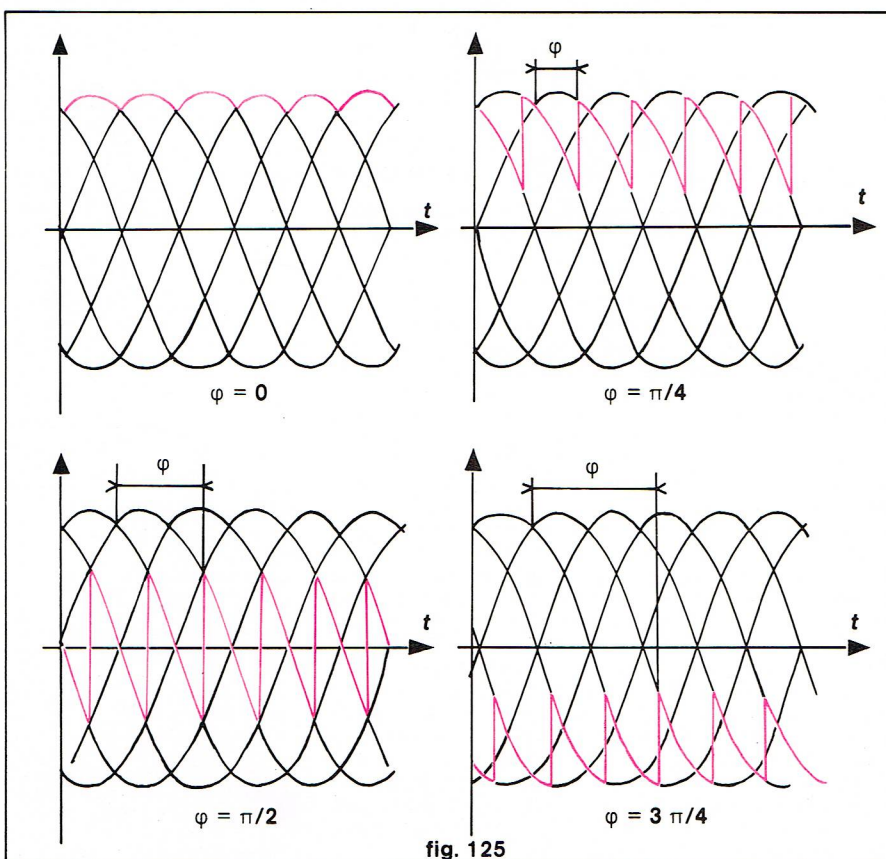 φ
t
t
φ = 0
φ = π/4
φ
φ
t
t
φ = π/2
φ = 3 π/4
fig. 125